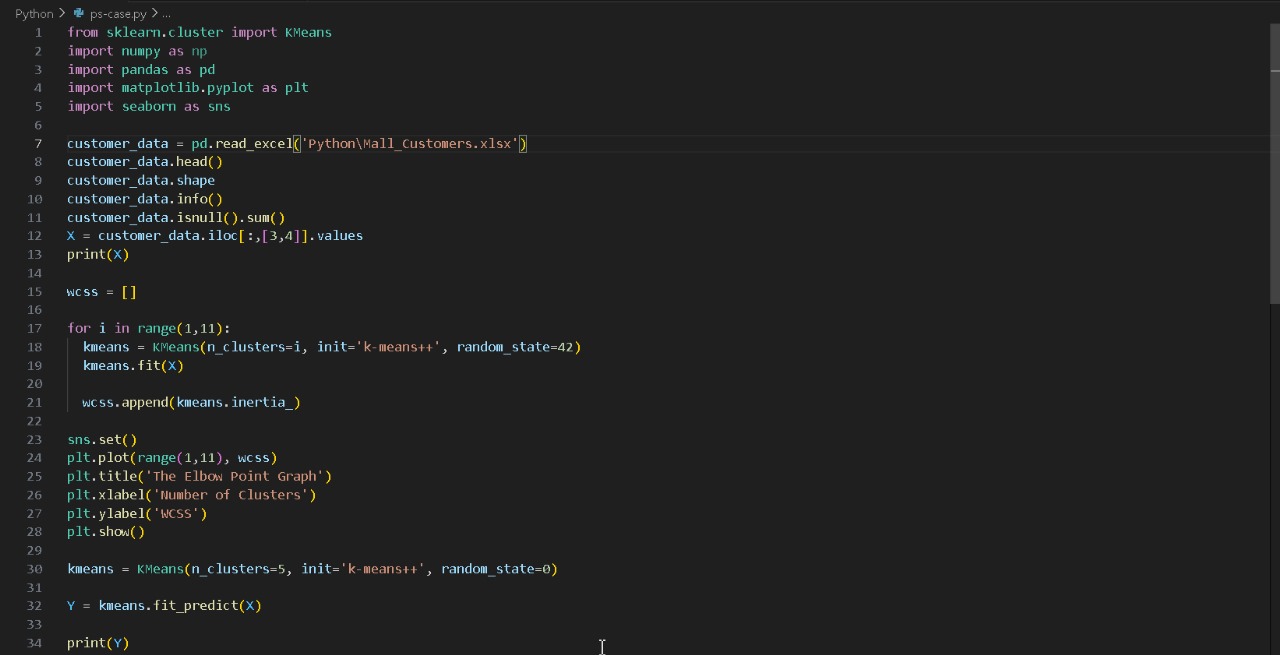 Python > ps-case.py > ...
1 from sklearn.cluster import KMeans
2 import numpy as np
3 import pandas as pd
4 import matplotlib.pyplot as plt
5 import seaborn as sns
6
7 customer_data = pd.read_excel('Python\Mall_Customers.xlsx')
8 customer_data.head()
9 customer_data.shape
10 customer_data.info()
11 customer_data.isnull().sum()
12 X = customer_data.iloc[:,[3,4]].values
13 print(X)
14
15 wcss = []
16
17 for i in range(1,11):
18 kmeans = KMeans(n_clusters=i, init='k-means++', random_state=42)
19 kmeans.fit(X)
20
21 wcss.append(kmeans.inertia_)
22
23 sns.set()
24 plt.plot(range(1,11), wcss)
25 plt.title('The Elbow Point Graph')
26 plt.xlabel('Number of Clusters')
27 plt.ylabel('WCSS')
28 plt.show()
29
30 kmeans = KMeans(n_clusters=5, init='k-means++', random_state=0)
31
32 Y = kmeans.fit_predict(X)
33
34 print(Y)